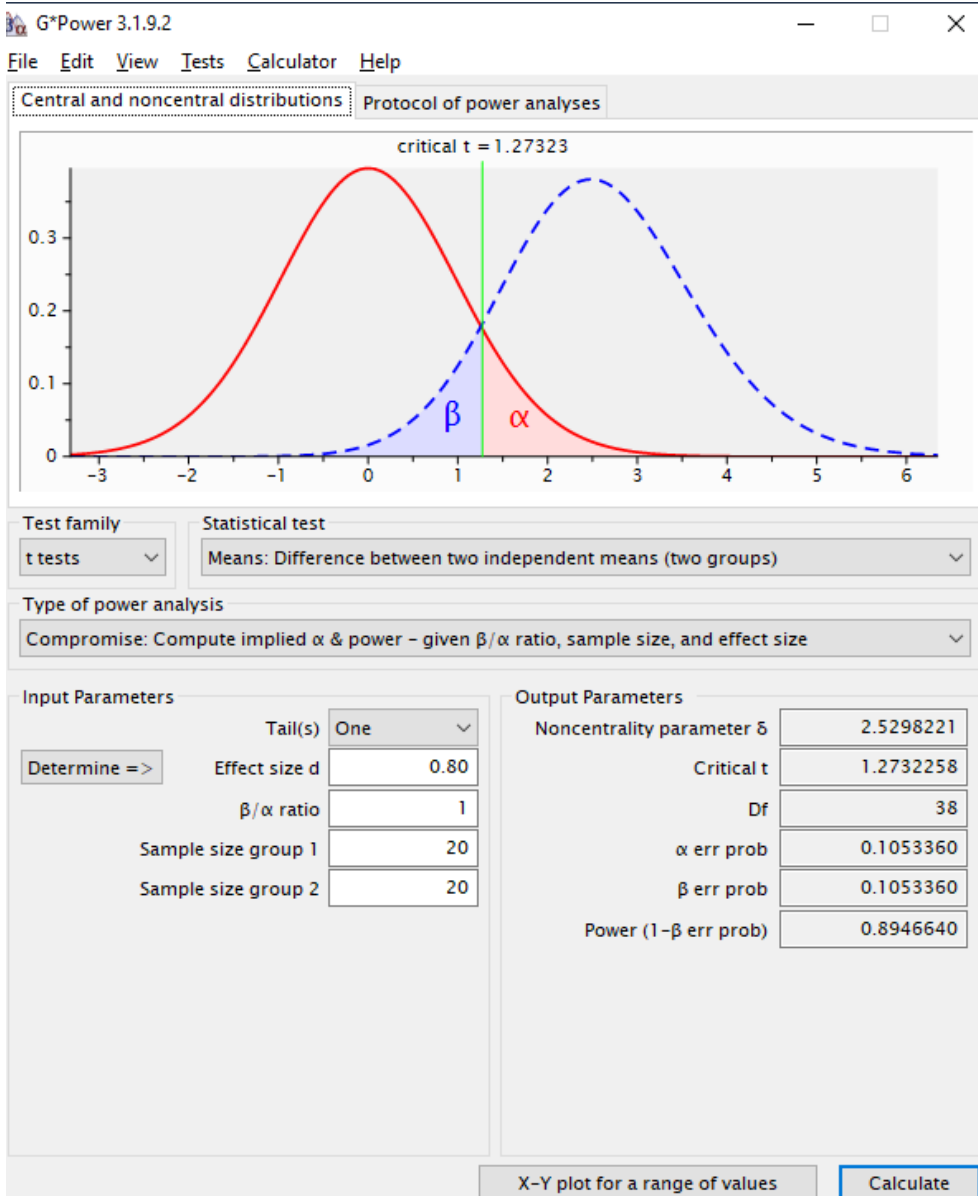 G*Power 3.1.9.2
File Edit View Tests Calculator Help
Central and noncentral distributions Protocol of power analyses
critical t = 1.27323
0.3
0.2
0.1
0
β α
-3 -2 -1 0 1 2 3 4 5 6
Test family Statistical test
t tests Means: Difference between two independent means (two groups)
Type of power analysis
Compromise: Compute implied α & power – given β/α ratio, sample size, and effect size
Input Parameters Output Parameters
Tail(s) One Noncentrality parameter δ 2.5298221
Determine => Effect size d 0.80 Critical t 1.2732258
β/α ratio 1 Df 38
Sample size group 1 20 α err prob 0.1053360
Sample size group 2 20 β err prob 0.1053360
Power (1-β err prob) 0.8946640
X-Y plot for a range of values Calculate